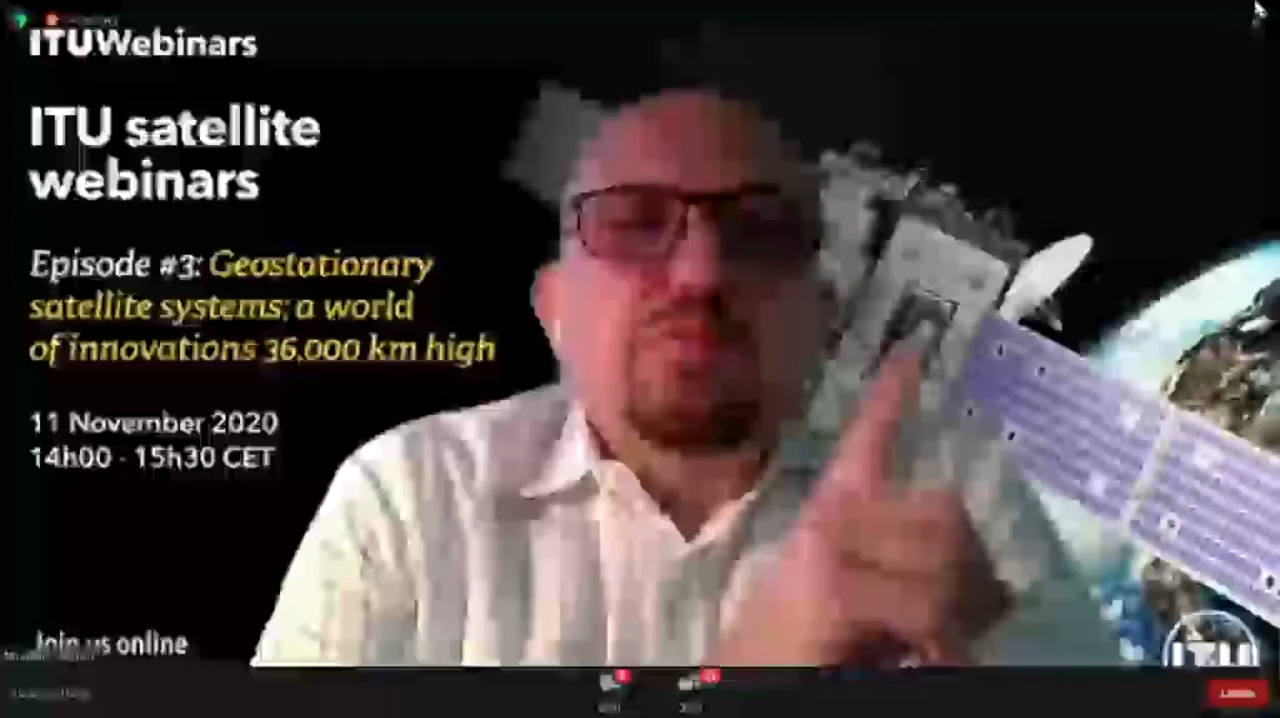 ITUWebinars
ITU satellite
webinars
Episode #3: Geostationary
satellite systems; a world
of innovations 36,000 km high
11 November 2020
14h00 - 15h30 CET
Join us online
ITU